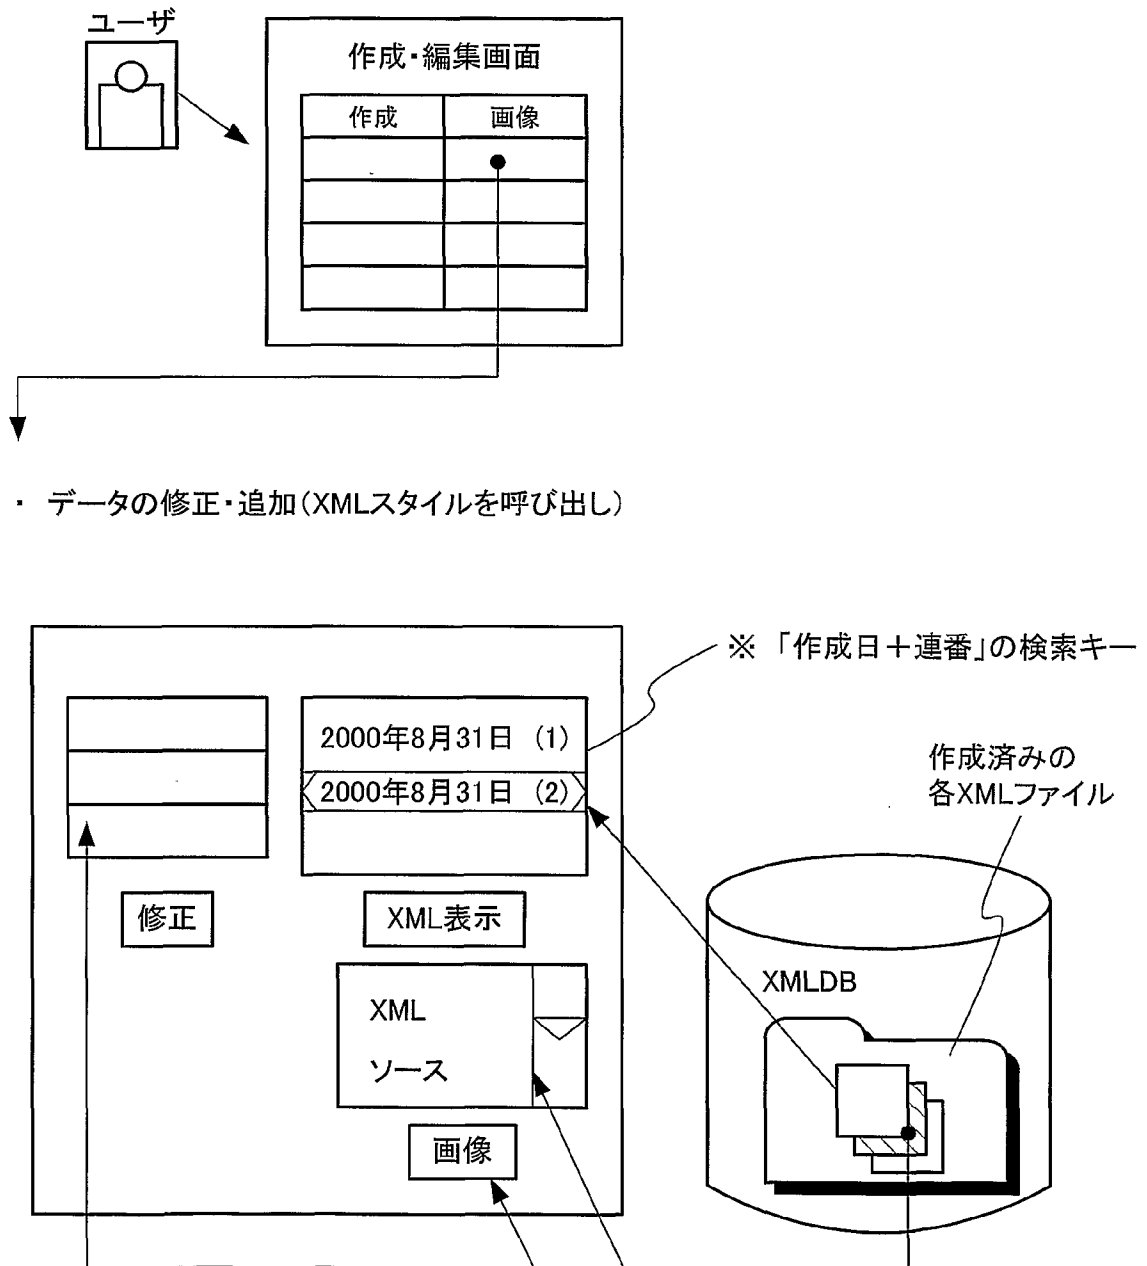 ユーザ
作成・編集画面
作成 画像
・ データの修正・追加(XMLスタイルを呼び出し)
※ 「作成日＋連番」の検索キー
2000年8月31日 (1)
2000年8月31日 (2)
作成済みの
各XMLファイル
修正
XML表示
XMLDB
XML
ソース
画像